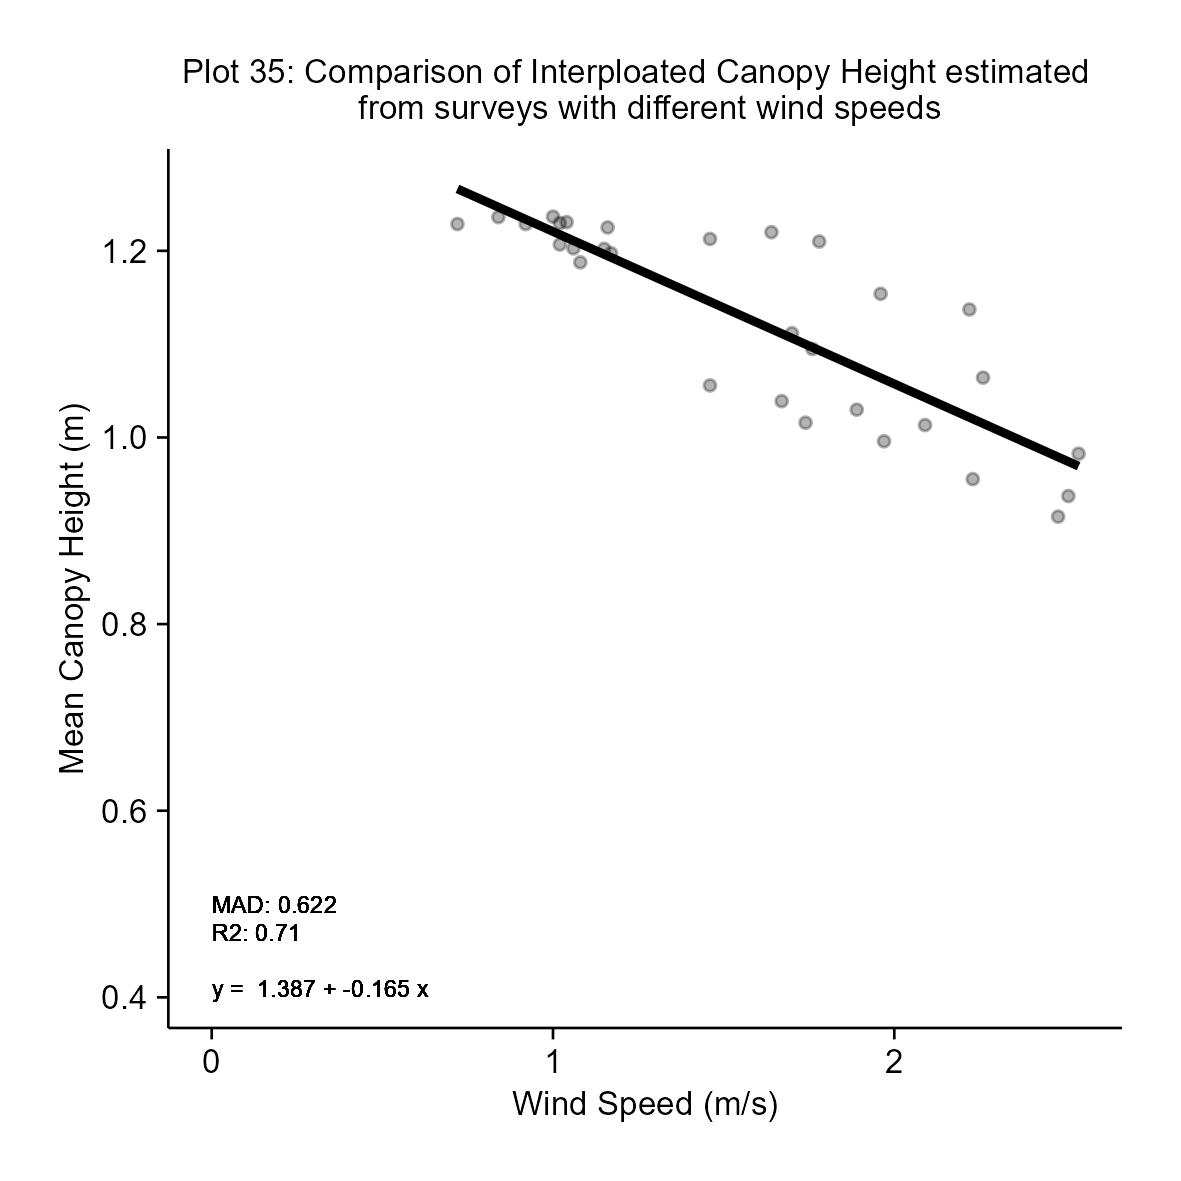 Plot 35: Comparison of Interploated Canopy Height estimated
from surveys with different wind speeds
Mean Canopy Height (m)
1.2
1.0
0.8
0.6
0.4
MAD: 0.622
R2: 0.71
y =  1.387 + -0.165 x
0
1
2
Wind Speed (m/s)